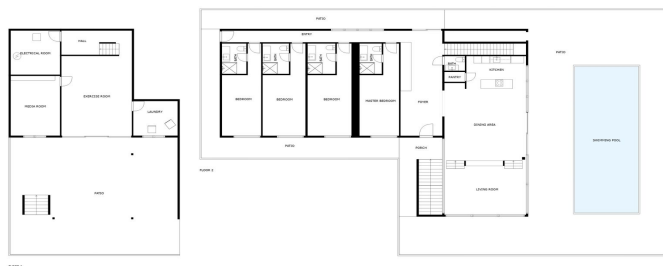 ELECTRICAL ROOM
HALL
MEDIA ROOM
EXERCISE ROOM
LAUNDRY
PATIO
PATIO
ENTRY
BATH
BATH
BATH
BATH
BEDROOM
BEDROOM
BEDROOM
MASTER BEDROOM
FOYER
PATIO
FLOOR 2
BATH
PANTRY
KITCHEN
DINING AREA
PORCH
LIVING ROOM
PATIO
SWIMMING POOL